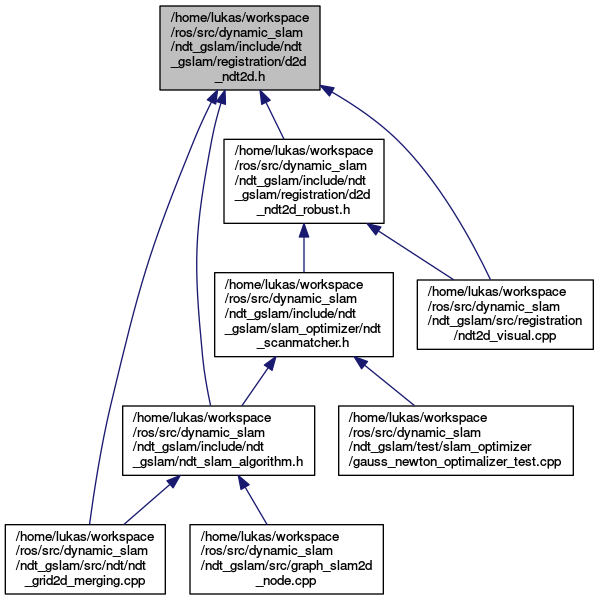 /home/lukas/workspace
/ros/src/dynamic_slam
/ndt_gslam/include/ndt
_gslam/registration/d2d
_ndt2d.h
/home/lukas/workspace
/ros/src/dynamic_slam
/ndt_gslam/include/ndt
_gslam/registration/d2d
_ndt2d_robust.h
/home/lukas/workspace
/ros/src/dynamic_slam
/ndt_gslam/include/ndt
_gslam/slam_optimizer/ndt
_scanmatcher.h
/home/lukas/workspace
/ros/src/dynamic_slam
/ndt_gslam/src/registration
/ndt2d_visual.cpp
/home/lukas/workspace
/ros/src/dynamic_slam
/ndt_gslam/include/ndt
_gslam/ndt_slam_algorithm.h
/home/lukas/workspace
/ros/src/dynamic_slam
/ndt_gslam/test/slam_optimizer
/gauss_newton_optimalizer_test.cpp
/home/lukas/workspace
/ros/src/dynamic_slam
/ndt_gslam/src/ndt/ndt
_grid2d_merging.cpp
/home/lukas/workspace
/ros/src/dynamic_slam
/ndt_gslam/src/graph_slam2d
_node.cpp